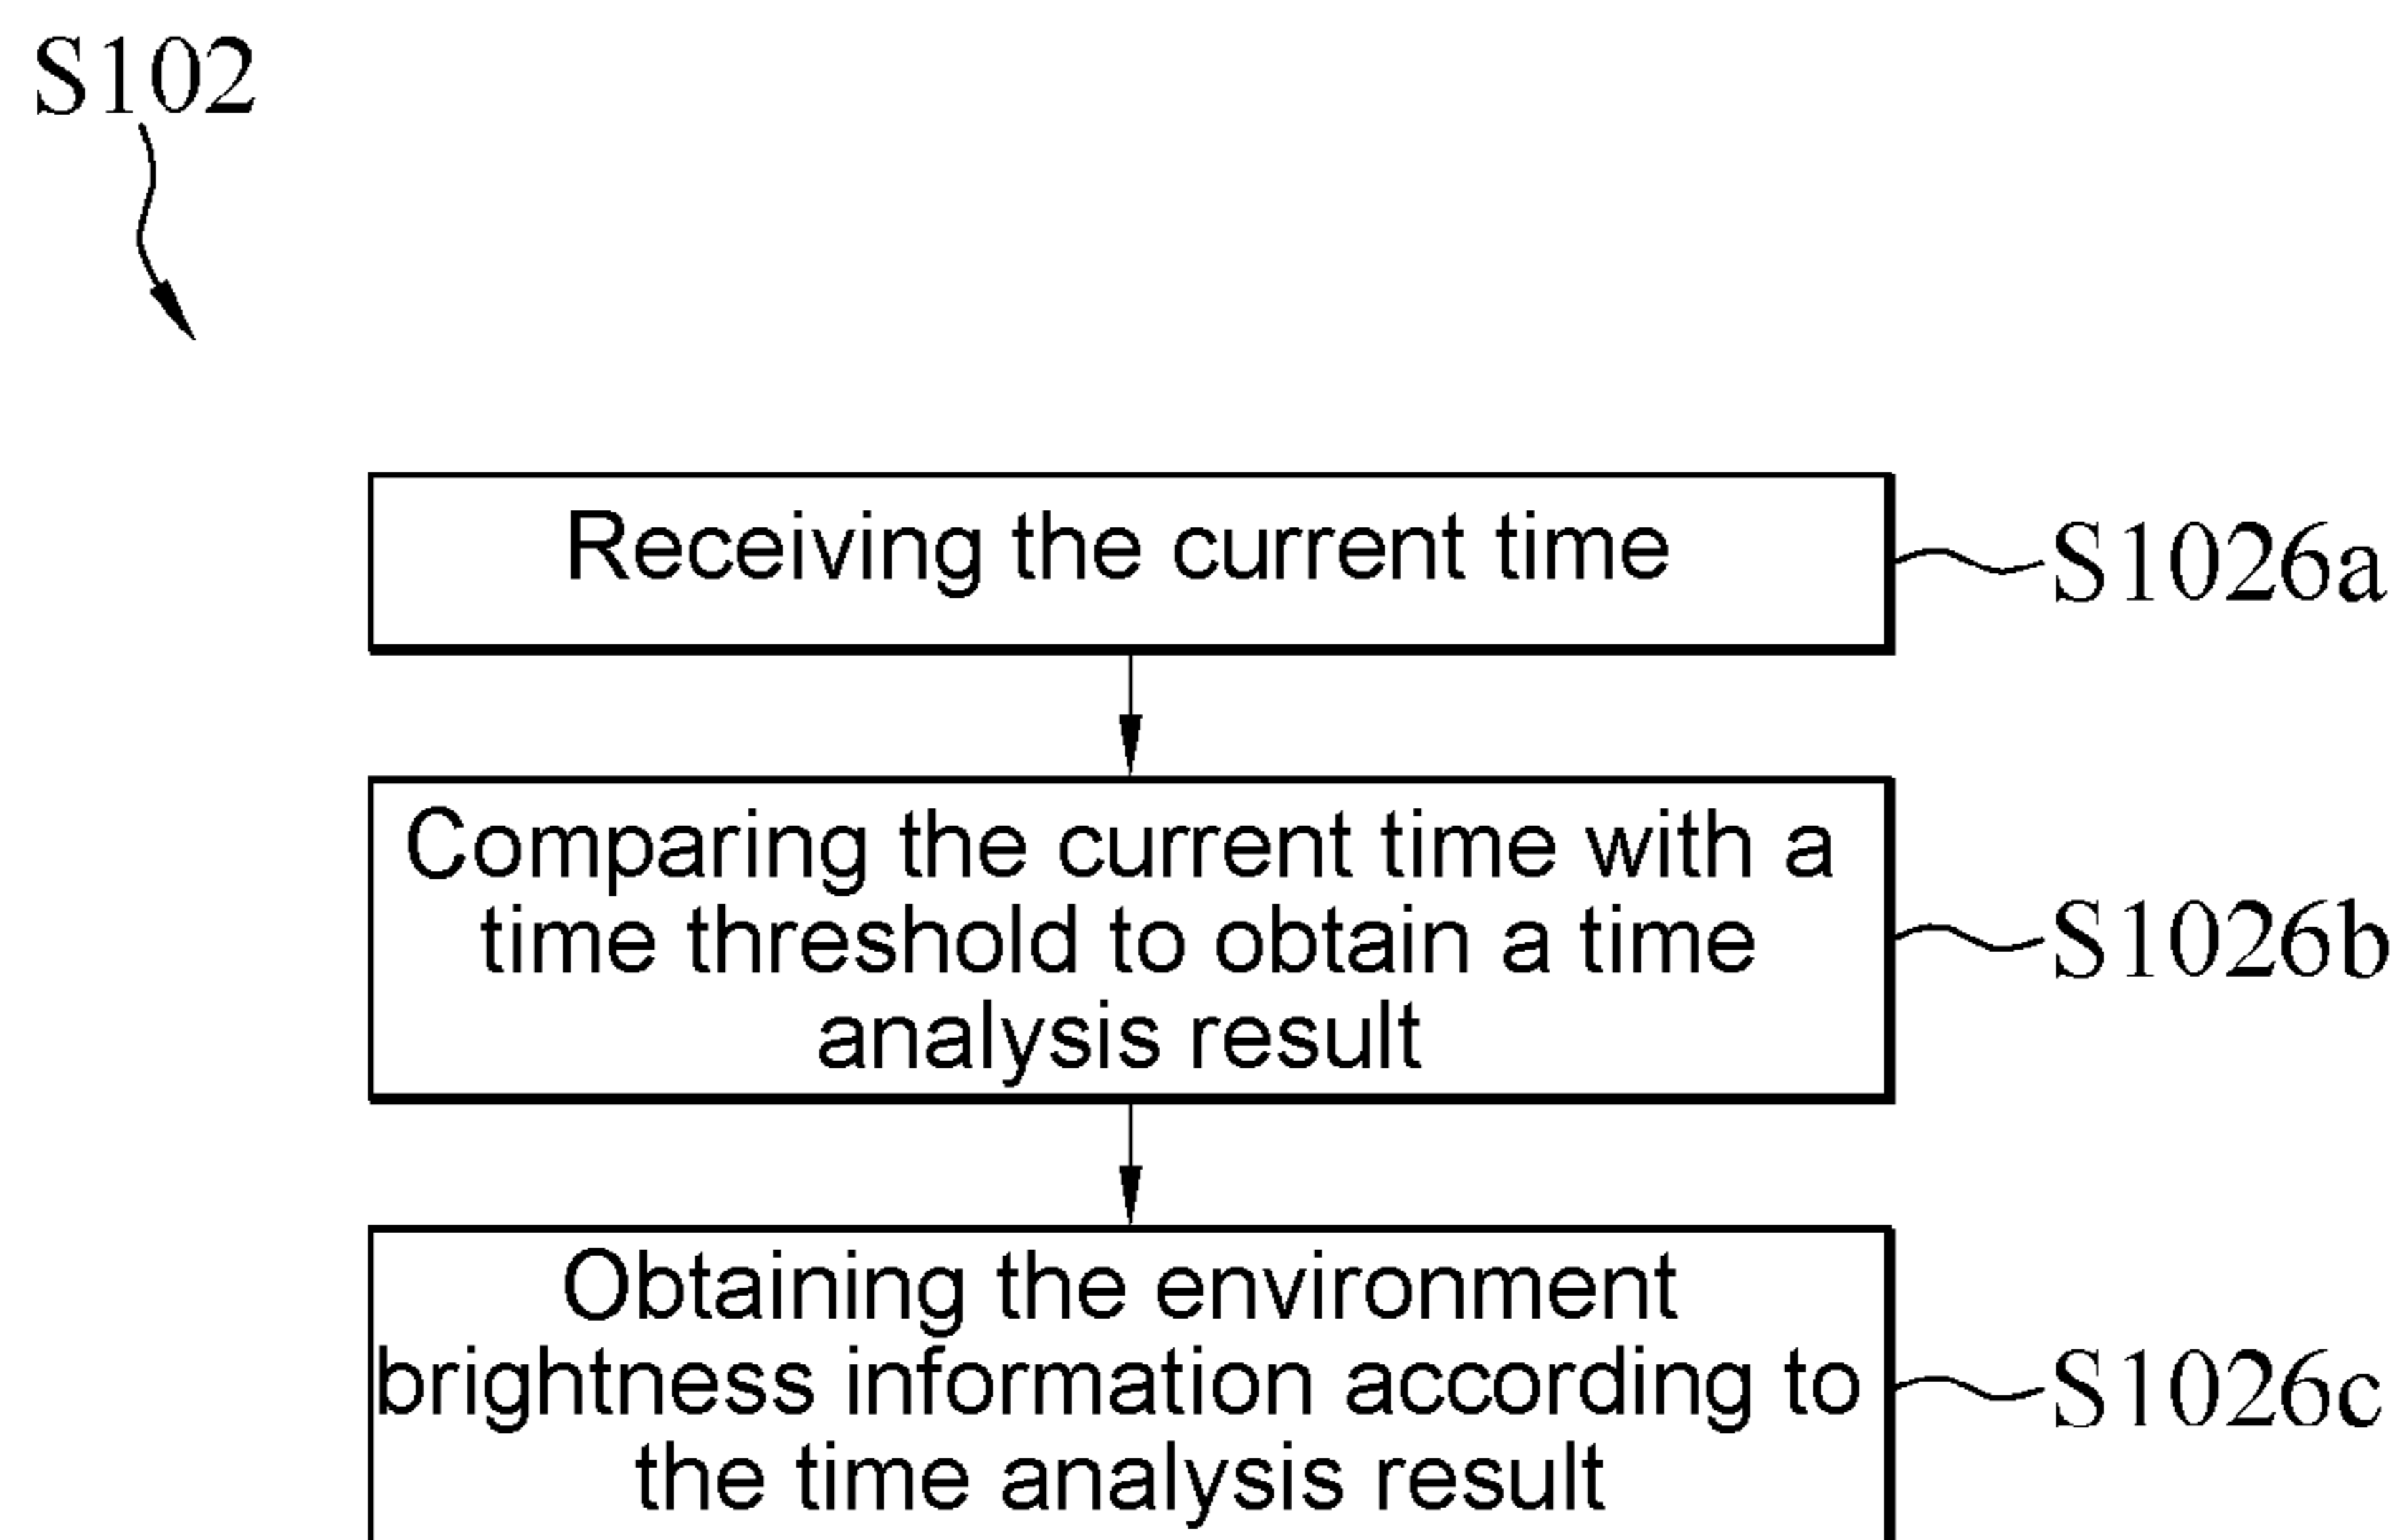 S102
Receiving the current time
S1026a
Comparing the current time with a
time threshold to obtain a time
analysis result
S1026b
Obtaining the environment
brightness information according to
the time analysis result
S1026c